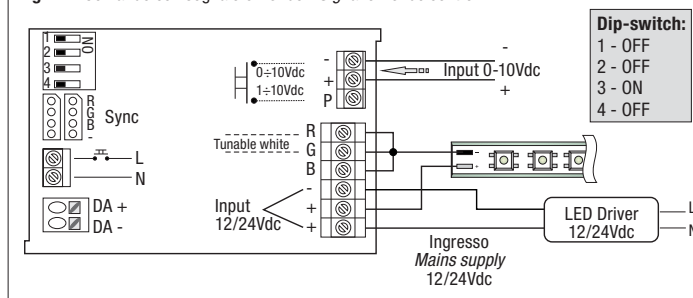 1
2
3
4
ON
R
G
B
-
Sync
L
N
DA +
DA -
0÷10Vdc
1÷10Vdc
-
+
P
-
Input 0-10Vdc
+
Tunable white
R
G
B
-
+
+
Input
12/24Vdc
- 
+
Ingresso
Mains supply
12/24Vdc
LED Driver
12/24Vdc
L
N
Dip-switch:
1 - OFF
2 - OFF
3 - ON
4 - OFF